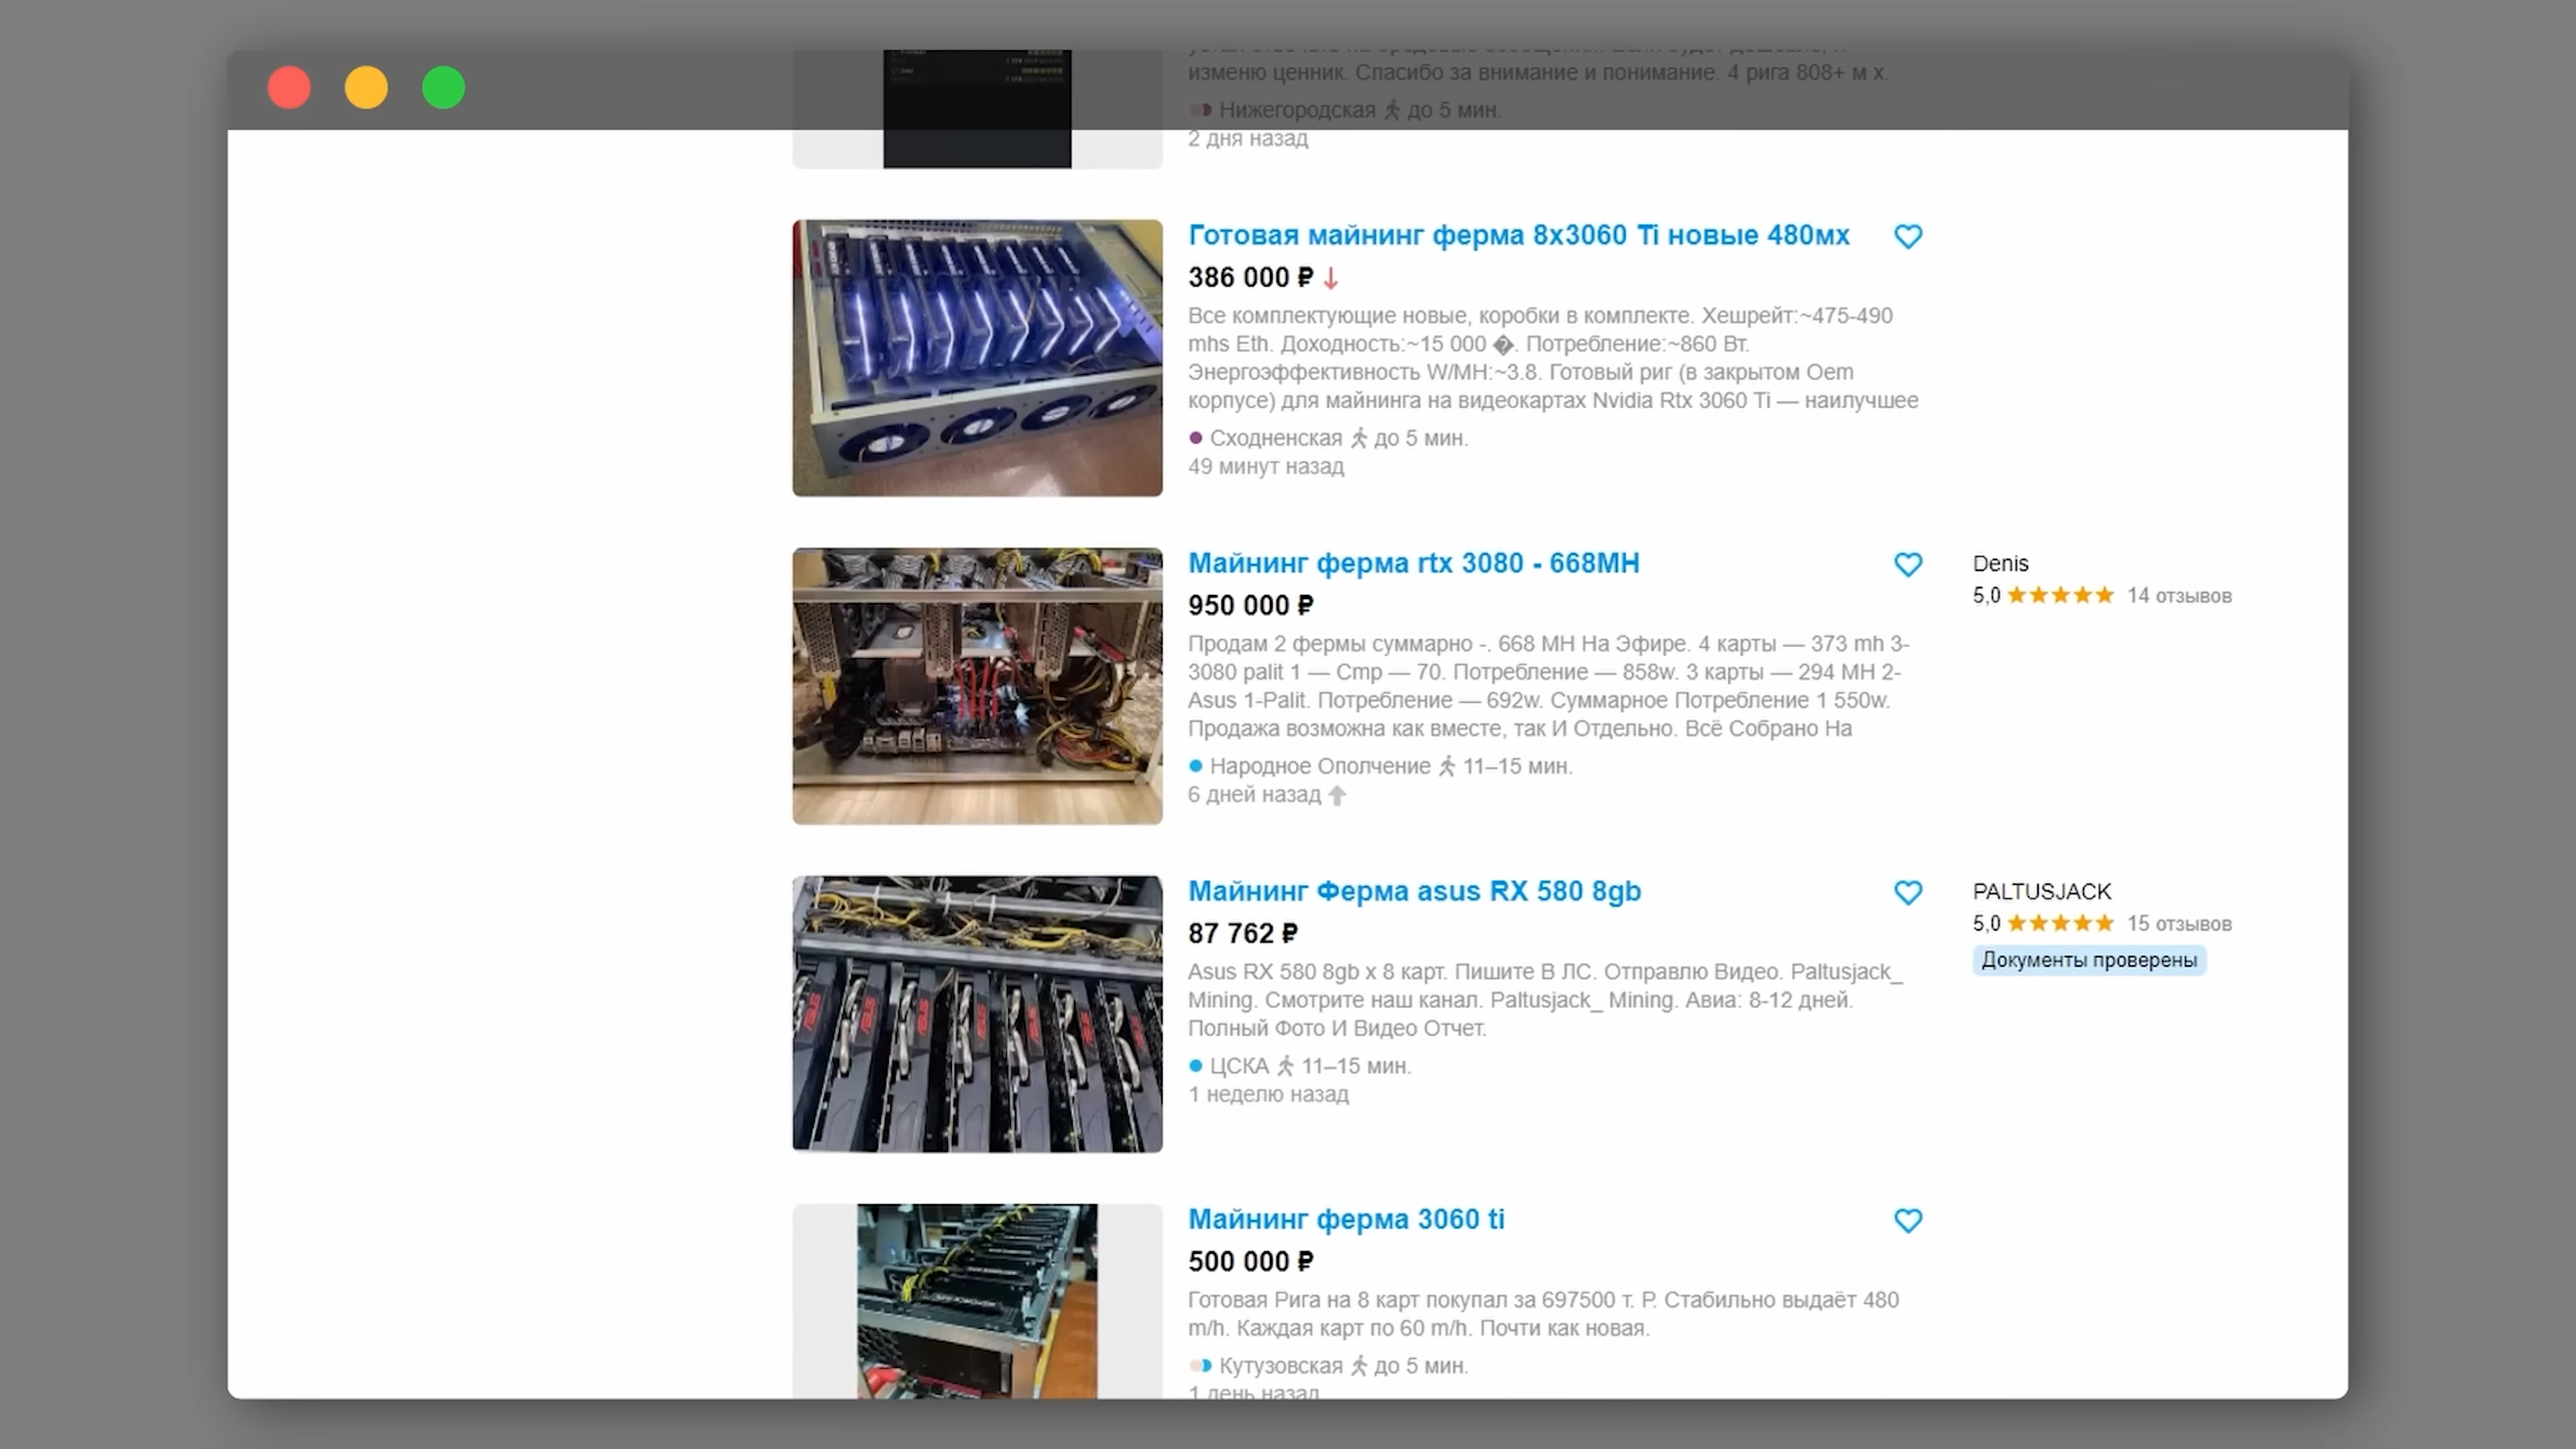 изменю ценник. Спасибо за внимание и понимание. 4 рига 808+ м х.
Нижегородская до 5 мин.
2 дня назад
Готовая майнинг ферма 8x3060 Ti новые 480мх
386 000 ₽ ↓
Все комплектующие новые, коробки в комплекте. Хешрейт:~475-490
mhs Eth. Доходность:~15 000 �. Потребление:~860 Вт.
Энергоэффективность W/MH:~3.8. Готовый риг (в закрытом Oem
корпусе) для майнинга на видеокартах Nvidia Rtx 3060 Ti — наилучшее
Сходненская до 5 мин.
49 минут назад
Майнинг ферма rtx 3080 - 668MH
950 000 ₽
Продам 2 фермы суммарно -. 668 МН На Эфире. 4 карты — 373 mh 3-
3080 palit 1 — Cmp — 70. Потребление — 858w. 3 карты — 294 МН 2-
Asus 1-Palit. Потребление — 692w. Суммарное Потребление 1 550w.
Продажа возможна как вместе, так И Отдельно. Всё Собрано На
Народное Ополчение 11–15 мин.
6 дней назад
Denis
5,0 ★★★★★ 14 отзывов
Майнинг Ферма asus RX 580 8gb
87 762 ₽
Asus RX 580 8gb x 8 карт. Пишите В ЛС. Отправлю Видео. Paltusjack_
Mining. Смотрите наш канал. Paltusjack_ Mining. Авиа: 8-12 дней.
Полный Фото И Видео Отчет.
ЦСКА 11–15 мин.
1 неделю назад
PALTUSJACK
5,0 ★★★★★ 15 отзывов
Документы проверены
Майнинг ферма 3060 ti
500 000 ₽
Готовая Рига на 8 карт покупал за 697500 т. Р. Стабильно выдаёт 480
m/h. Каждая карт по 60 m/h. Почти как новая.
Кутузовская до 5 мин.
1 день назад